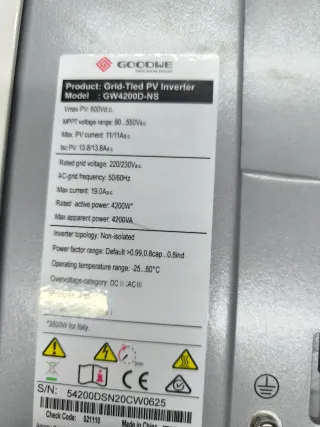 GOODWE
Product: Grid-Tied PV Inverter
Model : GW4200D-NS
Vmax PV: 600Vd.c.
MPPT voltage range: 80...550Vd.c.
Max. PV current: 11/11Ad.c.
Isc PV: 13.8/13.8Ad.c.
Rated grid voltage: 220/230Va.c.
AC-grid frequency: 50/60Hz
Max. current: 19.0Aa.c.
Rated active power: 4200W*
Max apparent power: 4200VA
Inverter topology: Non-isolated
Power factor range: Default >0.99,0.8cap...0.8ind
Operating temperature range: -25...60°C
Overvoltage-category: DC II \AC III
*3680W for Italy.
S/N: 54200DSN20CW0625
Check Code: 021110
Made in China